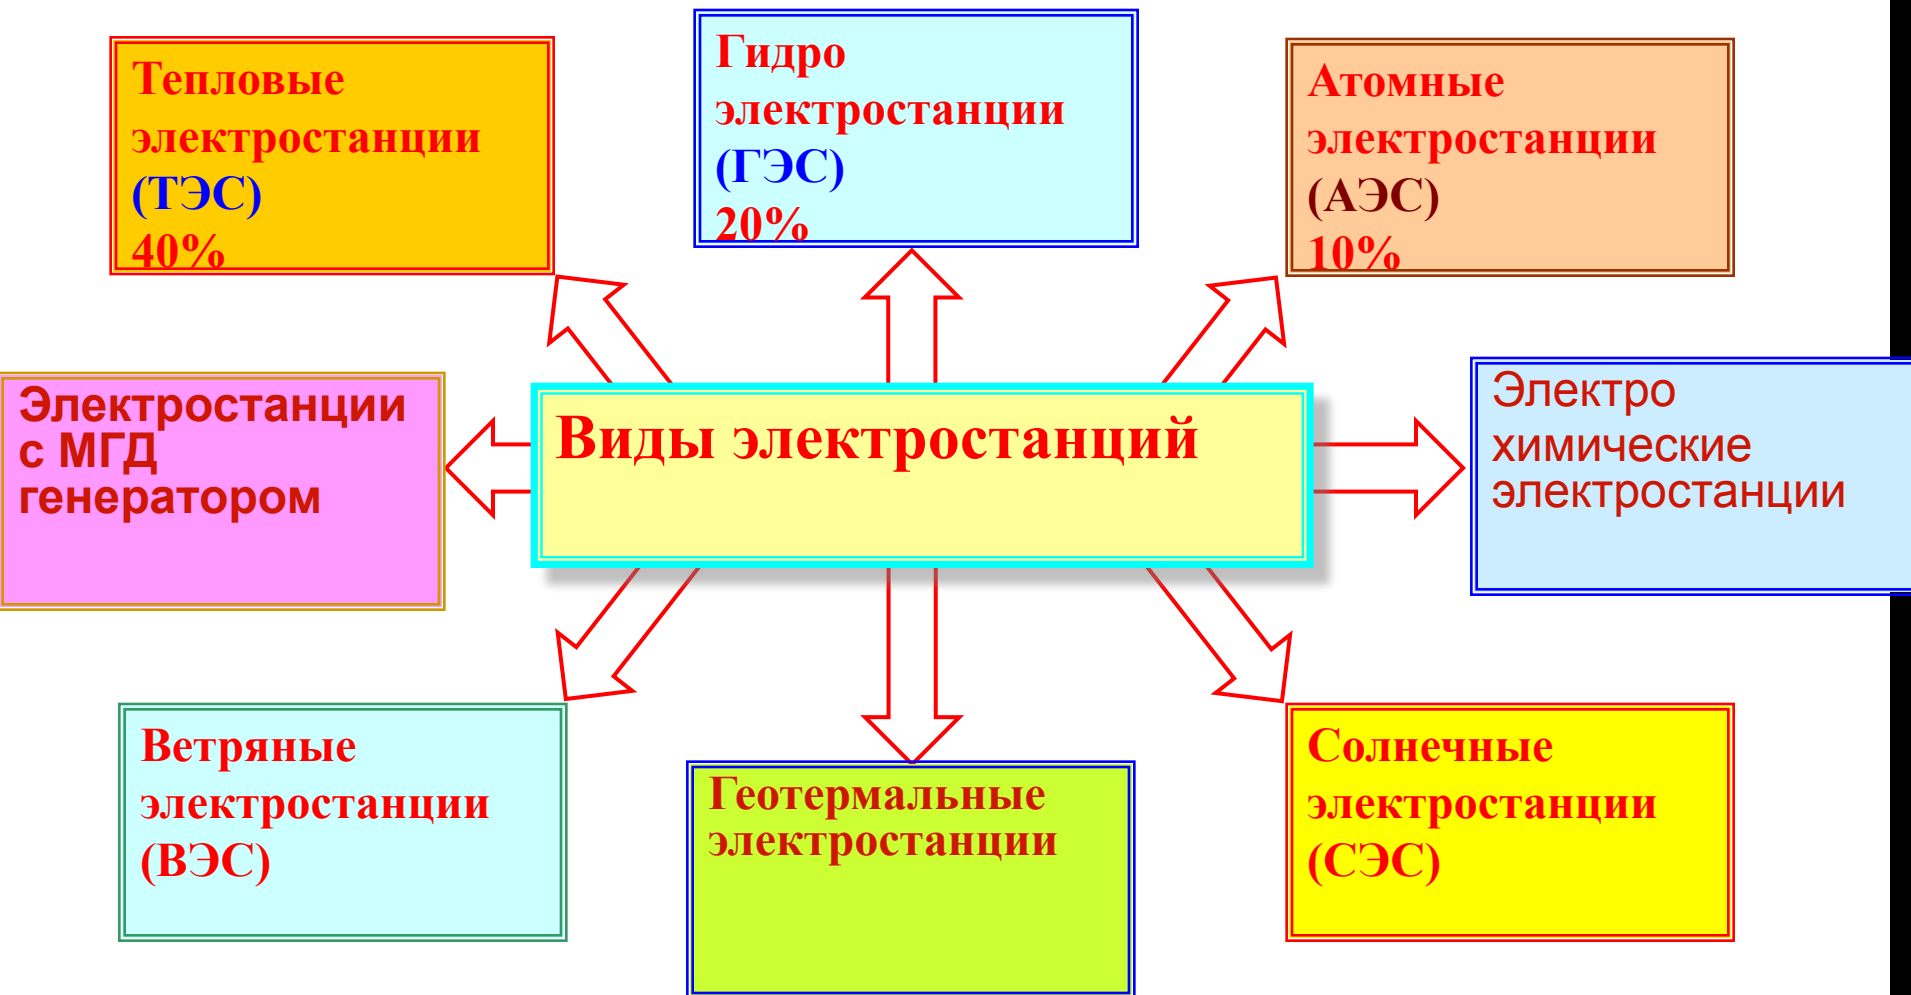 Тепловые
электростанции
(ТЭС)
40%
Гидро
электростанции
(ГЭС)
20%
Атомные
электростанции
(АЭС)
10%
Электростанции
с МГД
генератором
Виды электростанций
Электро
химические
электростанции
Ветряные
электростанции
(ВЭС)
Геотермальные
электростанции
Солнечные
электростанции
(СЭС)